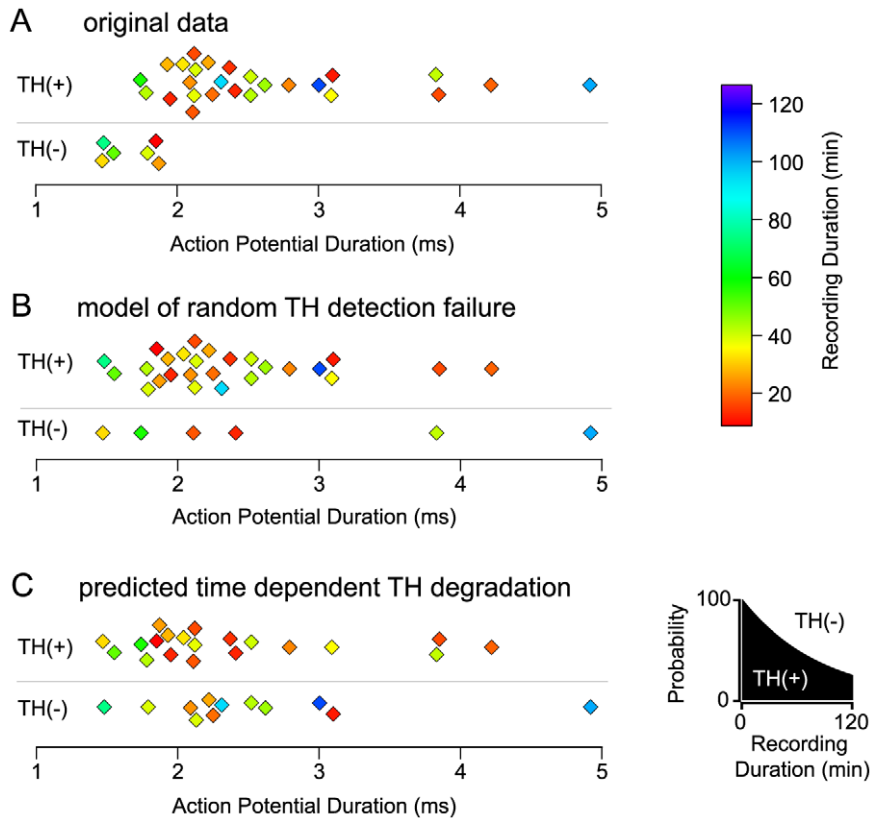 A original data
TH(+)
TH(-)
1 2 3 4 5
Action Potential Duration (ms)
120
100
80
60
40
20
Recording Duration (min)
B model of random TH detection failure
TH(+)
TH(-)
1 2 3 4 5
Action Potential Duration (ms)
C predicted time dependent TH degradation
TH(+)
TH(-)
1 2 3 4 5
Action Potential Duration (ms)
100
0
Probability
TH(-)
TH(+)
0 120
Recording
Duration (min)